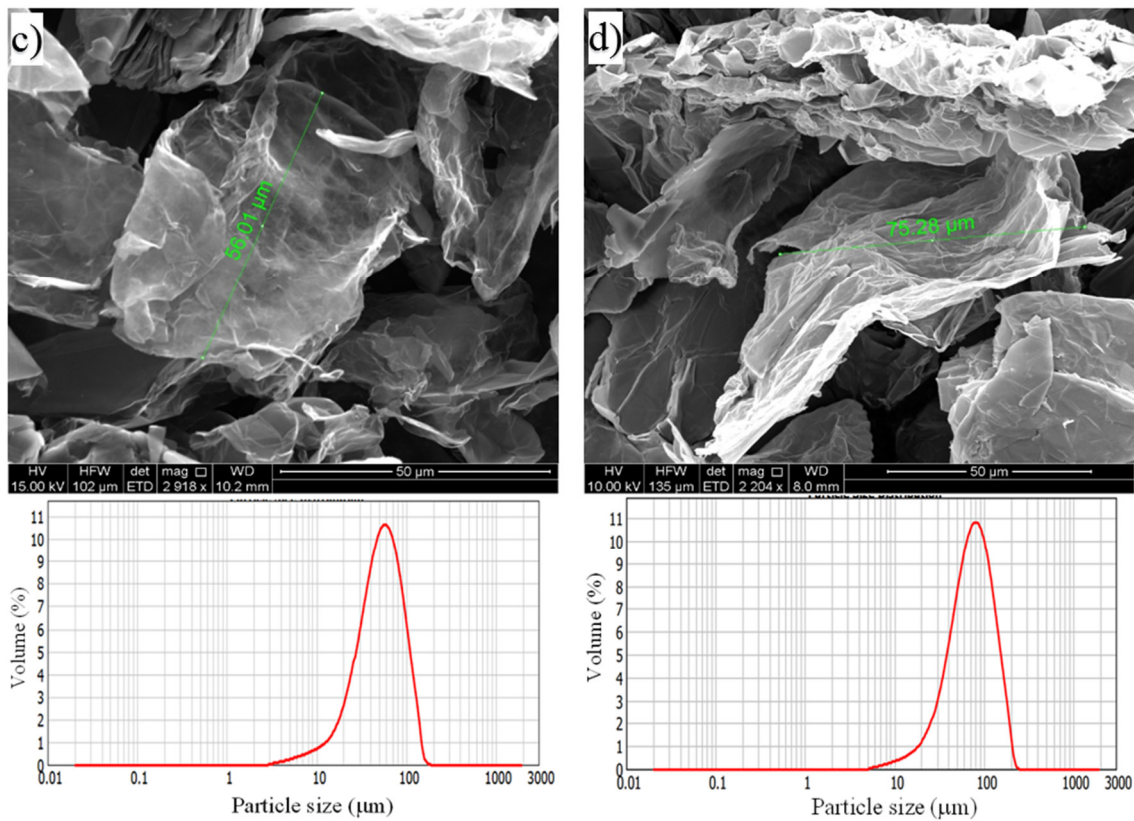 c)
56.01 µm
HV HFW det mag □ WD
15.00 kV 102 µm ETD 2 918 x 10.2 mm
50 µm
d)
75.28 µm
HV HFW det mag □ WD
10.00 kV 135 µm ETD 2 204 x 8.0 mm
50 µm
11
10
9
8
7
6
5
4
3
2
1
0
Volume (%)
0.01 0.1 1 10 100 1000 3000
Particle size (µm)
Particle Size Distribution
11
10
9
8
7
6
5
4
3
2
1
0
Volume (%)
0.01 0.1 1 10 100 1000 3000
Particle size (µm)